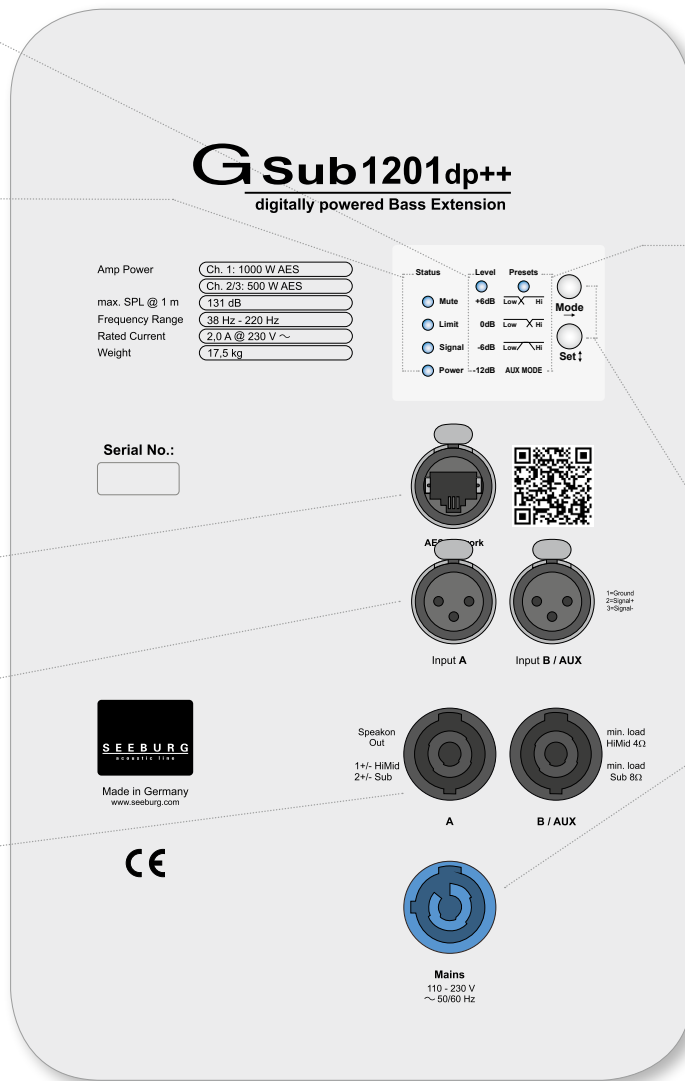 G Sub1201dp++
digitally powered Bass Extension
Amp Power Ch. 1: 1000 W AES
Ch. 2/3: 500 W AES
max. SPL @ 1 m 131 dB
Frequency Range 38 Hz - 220 Hz
Rated Current 2,0 A @ 230 V ~
Weight 17,5 kg
Status Level Presets
Mute +6dB Low Hi
Limit 0dB Low Hi
Signal -6dB Low Hi
Power -12dB AUX MODE
Mode
→
Set ↕
Serial No.:
1=Ground
2=Signal+
3=Signal-
Input A Input B / AUX
Speakon
Out
1+/- HiMid
2+/- Sub
min. load
HiMid 4Ω
min. load
Sub 8Ω
A B / AUX
SEEBURG
acoustic line
Made in Germany
www.seeburg.com
CE
Mains
110 - 230 V
~ 50/60 Hz